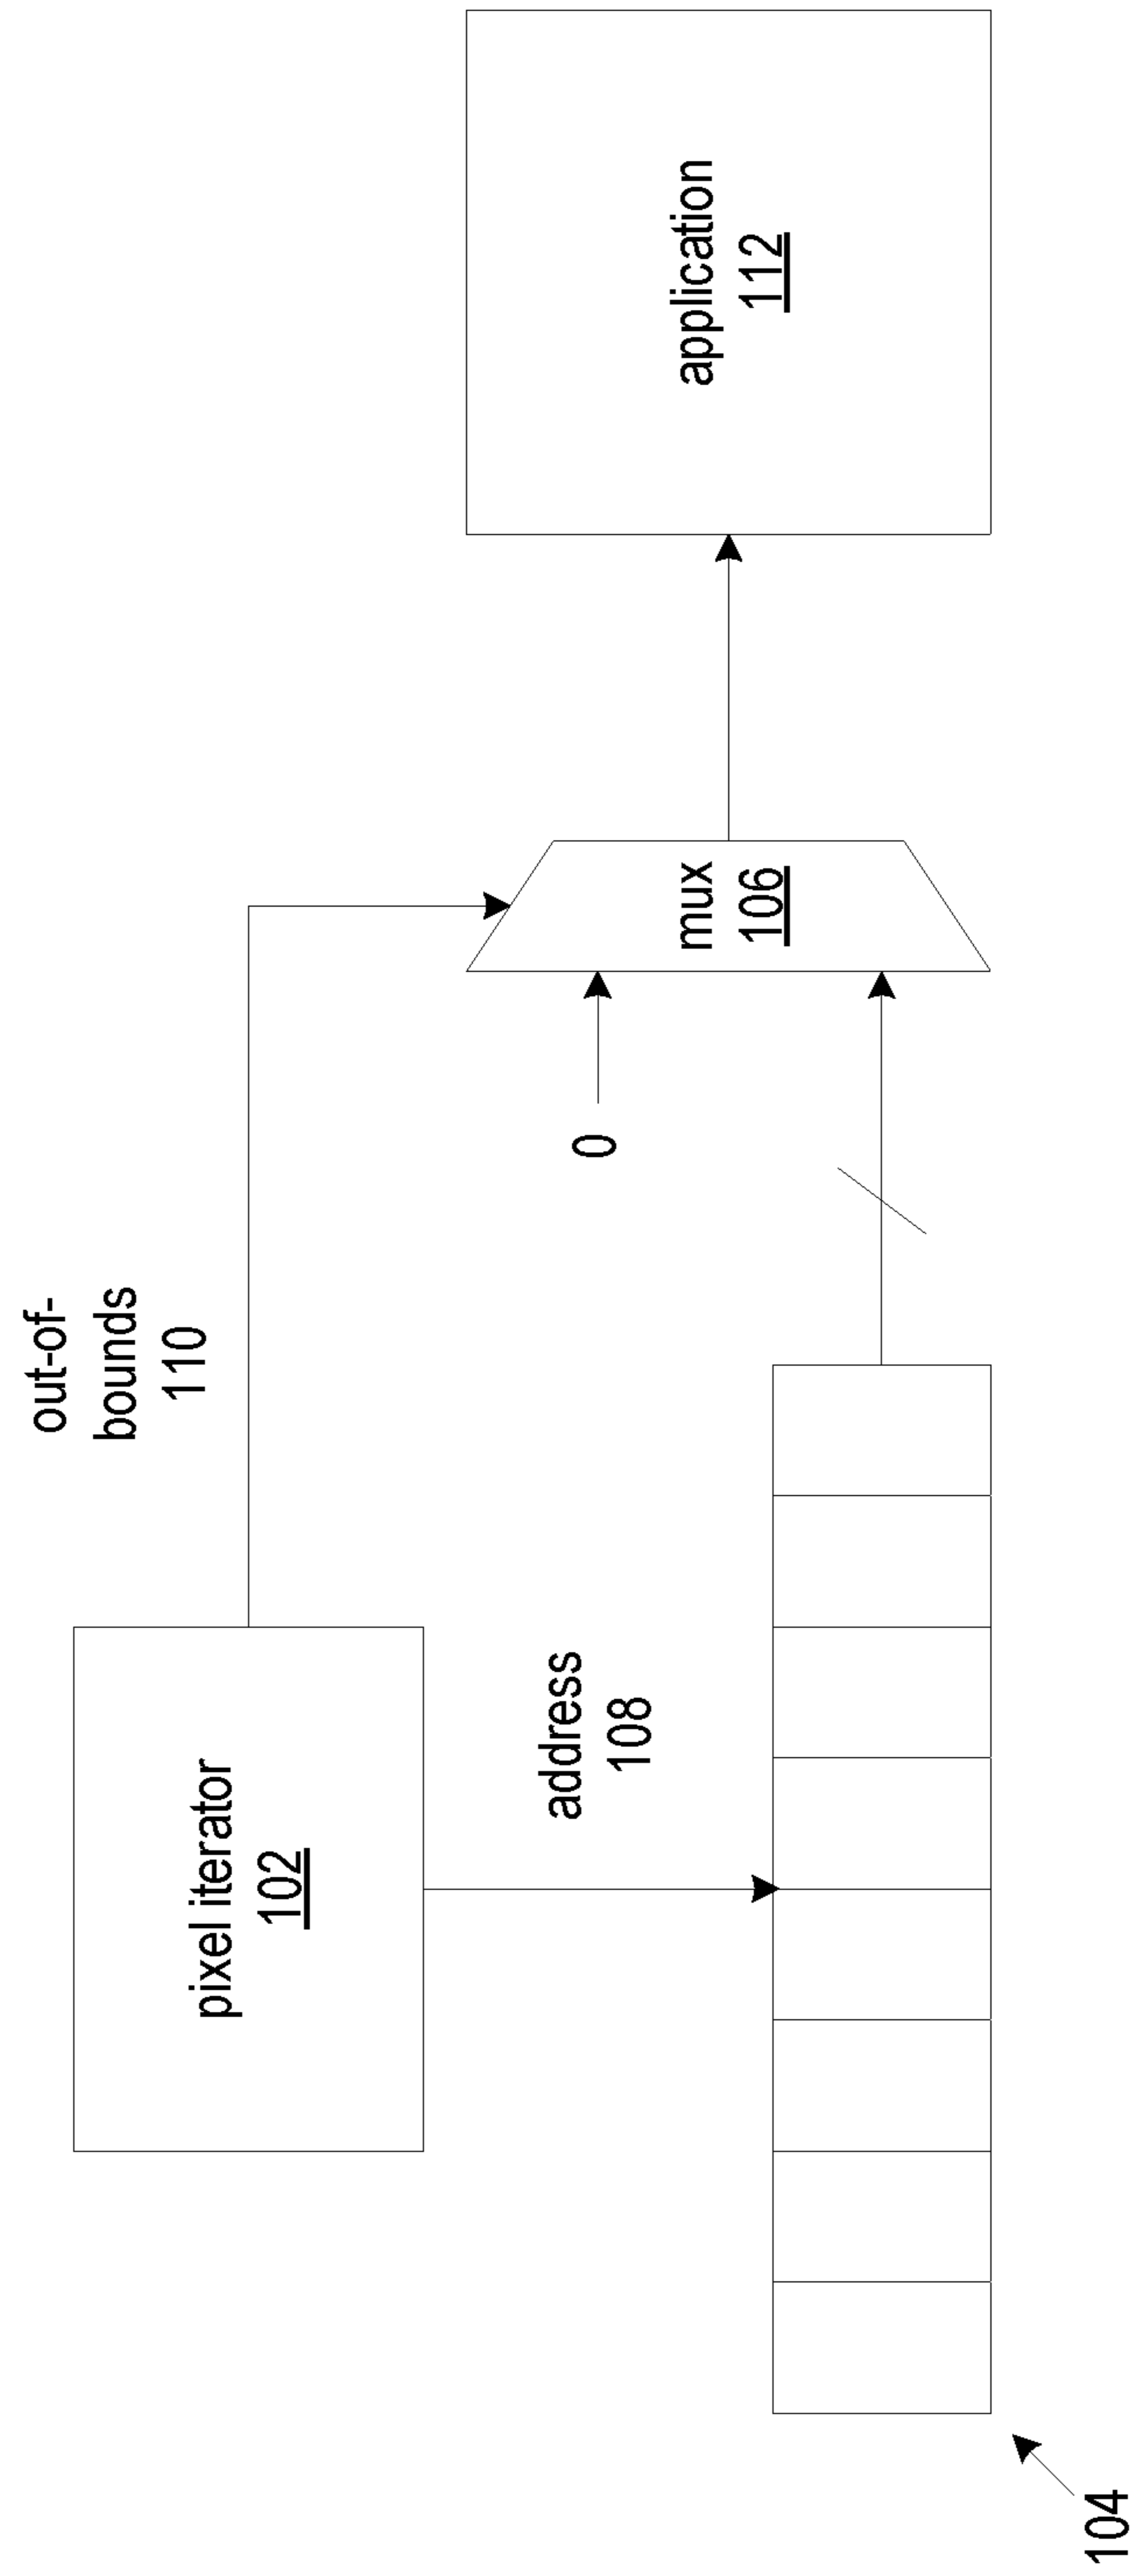 out-of-
bounds
110
pixel iterator
102
address
108
0
mux
106
application
112
104